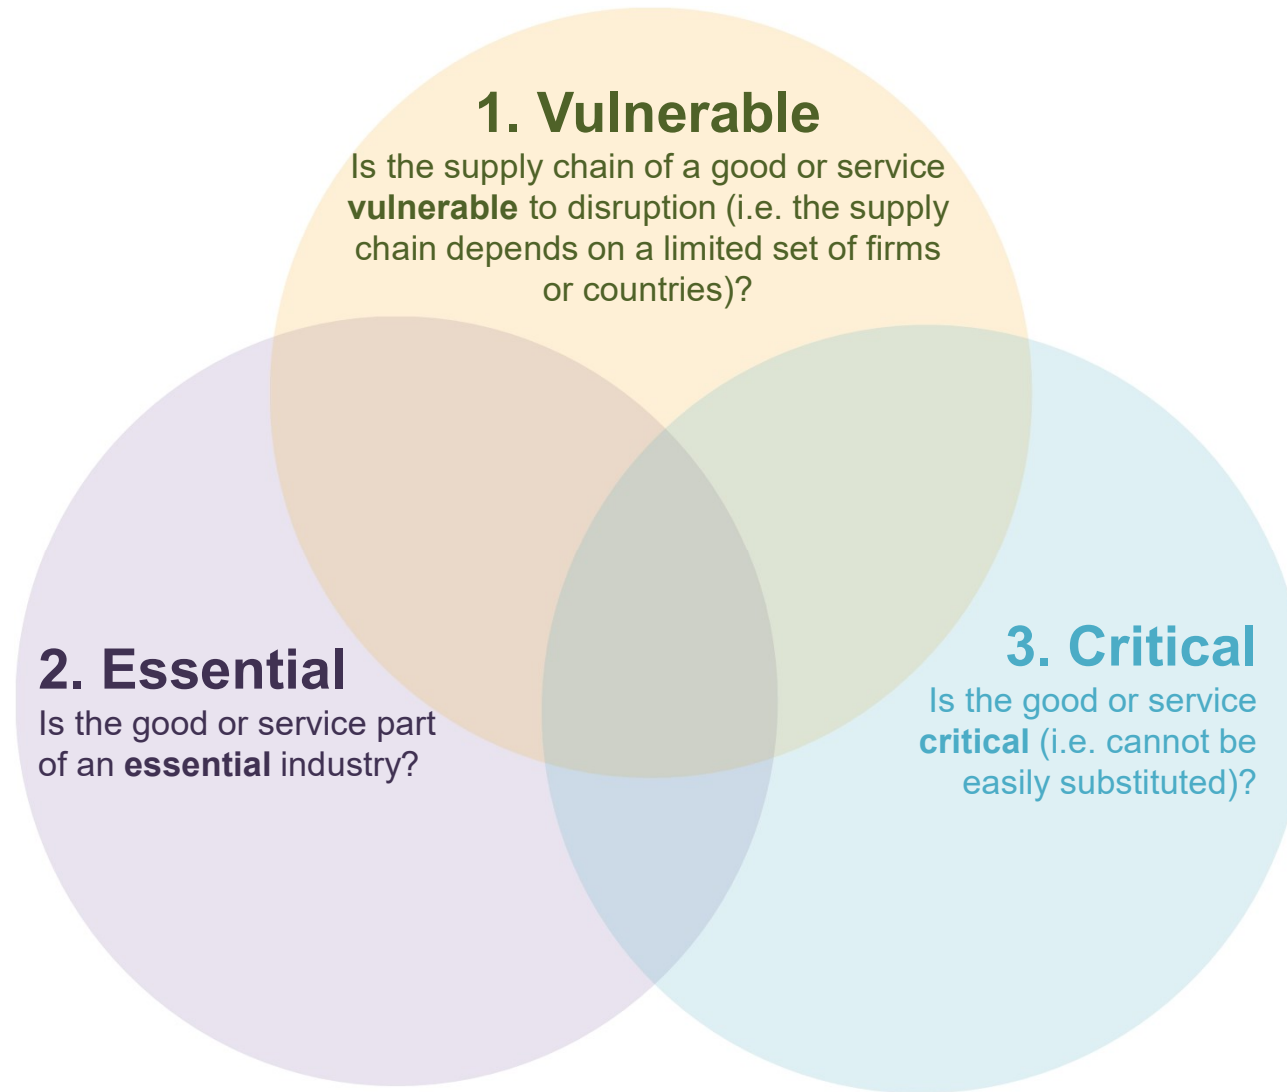 1. Vulnerable
Is the supply chain of a good or service
vulnerable to disruption (i.e. the supply
chain depends on a limited set of firms
or countries)?
2. Essential
Is the good or service part
of an essential industry?
3. Critical
Is the good or service
critical (i.e. cannot be
easily substituted)?